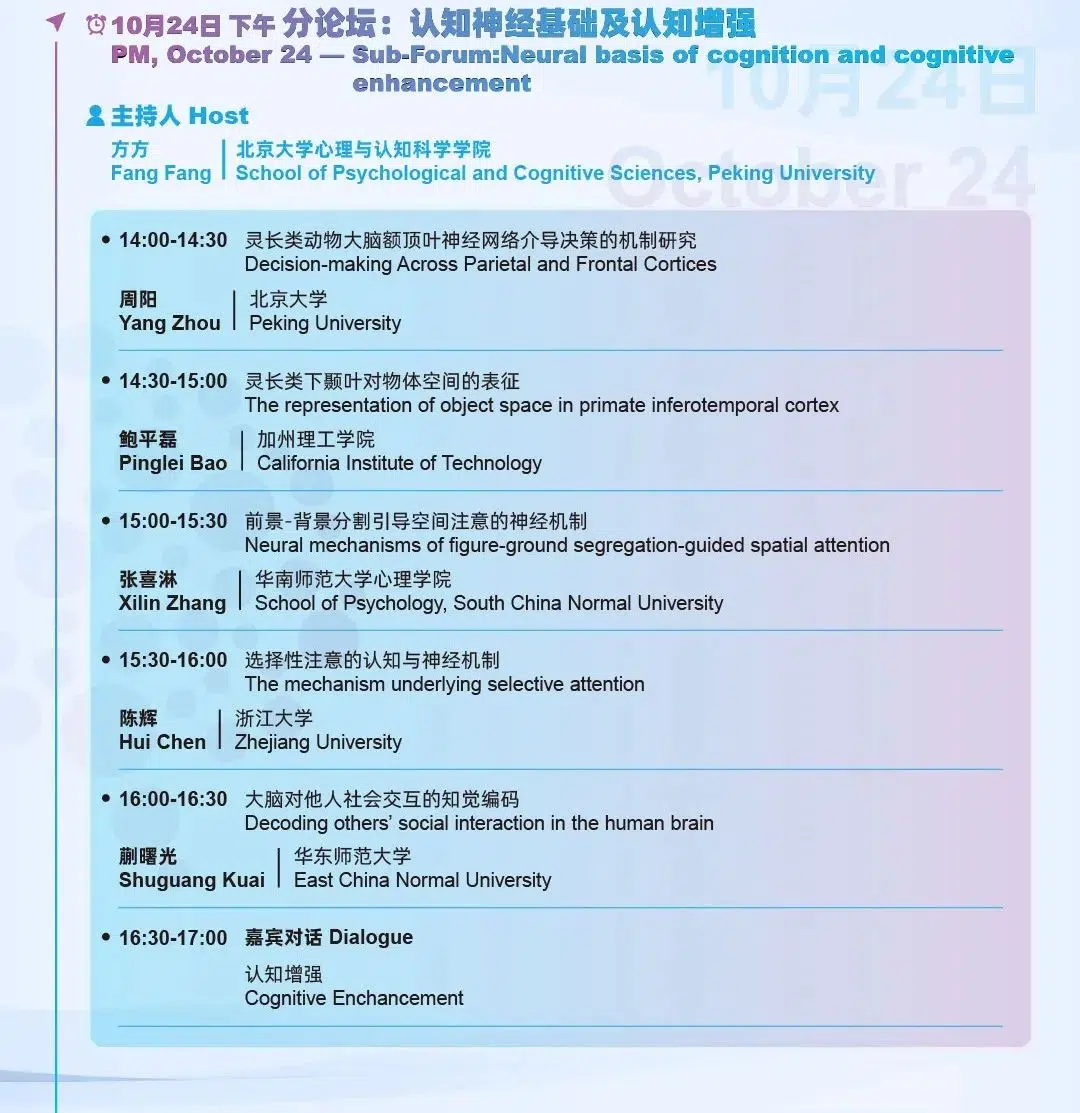 10月24日 下午 分论坛：认知神经基础及认知增强
PM, October 24 — Sub-Forum:Neural basis of cognition and cognitive
enhancement
10月24日
October 24
主持人 Host
方方
北京大学心理与认知科学学院
Fang Fang
School of Psychological and Cognitive Sciences, Peking University
14:00-14:30 灵长类动物大脑额顶叶神经网络介导决策的机制研究
Decision-making Across Parietal and Frontal Cortices
周阳
北京大学
Yang Zhou
Peking University
14:30-15:00 灵长类下颞叶对物体空间的表征
The representation of object space in primate inferotemporal cortex
鲍平磊
加州理工学院
Pinglei Bao
California Institute of Technology
15:00-15:30 前景-背景分割引导空间注意的神经机制
Neural mechanisms of figure-ground segregation-guided spatial attention
张喜淋
华南师范大学心理学院
Xilin Zhang
School of Psychology, South China Normal University
15:30-16:00 选择性注意的认知与神经机制
The mechanism underlying selective attention
陈辉
浙江大学
Hui Chen
Zhejiang University
16:00-16:30 大脑对他人社会交互的知觉编码
Decoding others’ social interaction in the human brain
蒯曙光
华东师范大学
Shuguang Kuai
East China Normal University
16:30-17:00 嘉宾对话 Dialogue
认知增强
Cognitive Enchancement